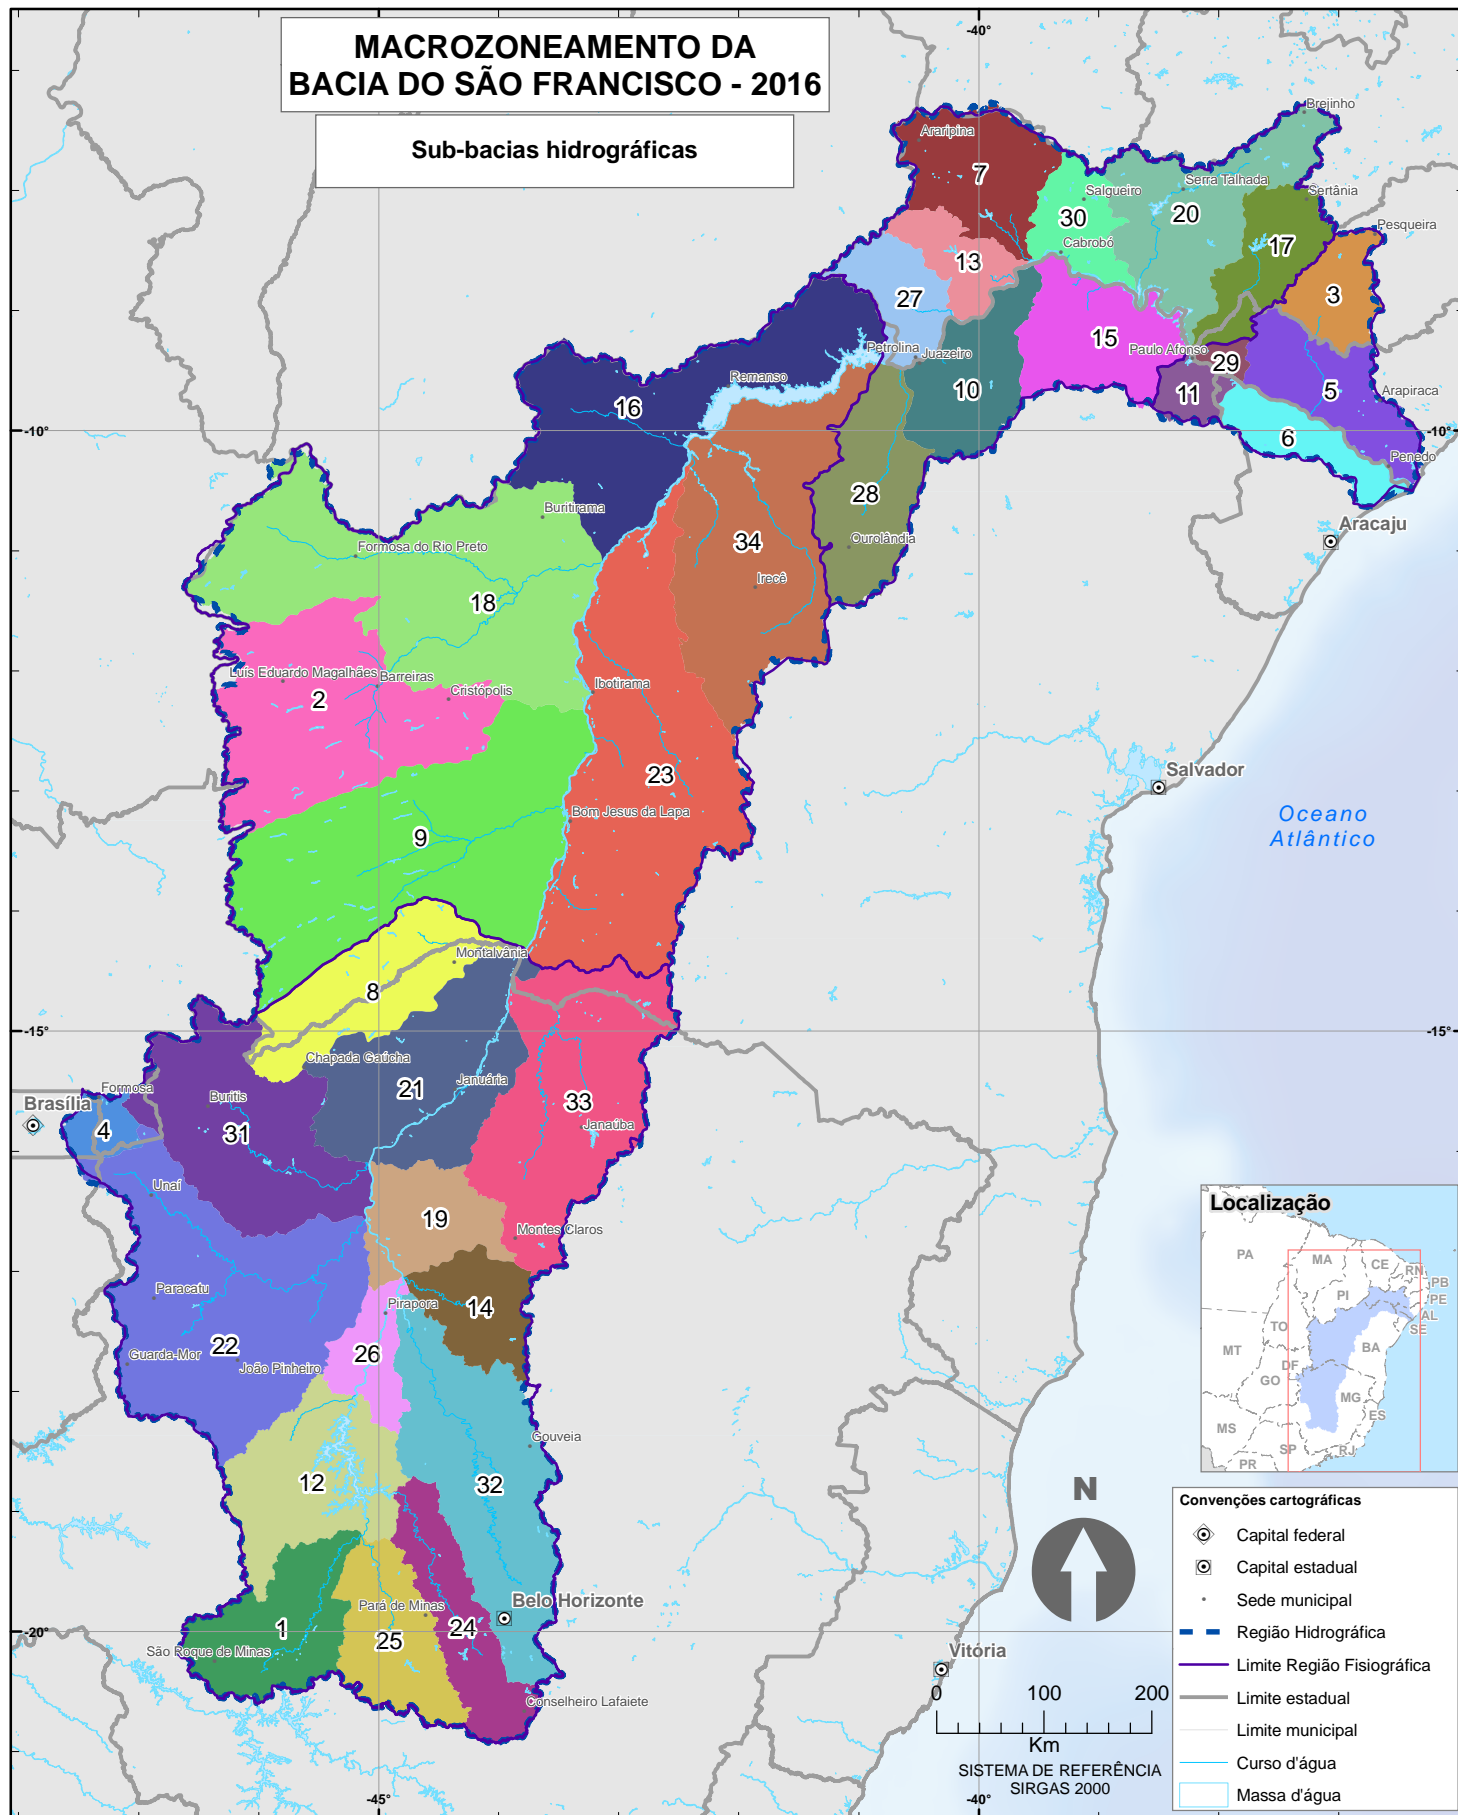 MACROZONEAMENTO DA
BACIA DO SÃO FRANCISCO - 2016
Sub-bacias hidrográficas
-40°
Brejinho
Araripina
7
Serra Talhada
Salgueiro
30
20
Sertânia
Pesqueira
17
Cabrobó
13
27
3
15
Petrolina
Juazeiro
Paulo Afonso
29
Remanso
16
10
11
5
Arapiraca
-10°
6
Penedo
28
Buritirama
Aracaju
34
Ourolândia
Formosa do Rio Preto
Irecê
18
Luís Eduardo Magalhães
Barreiras
Cristópolis
2
Ibotirama
23
Salvador
Bom Jesus da Lapa
Oceano
Atlântico
9
Montalvânia
8
-15°
-15°
Chapada Gaúcha
Januária
21
Formosa
Buritis
Brasília
4
31
33
Janaúba
Unaí
19
Montes Claros
Paracatu
Pirapora
14
22
26
Guarda-Mor
João Pinheiro
Gouveia
12
32
Belo Horizonte
Pará de Minas
1
25
24
-20°
São Roque de Minas
Conselheiro Lafaiete
Vitória
-45°
-40°
Localização
PA
MA
CE
RN
PB
PE
PI
AL
SE
TO
BA
MT
DF
GO
MG
ES
MS
SP
RJ
PR
N
0
100
200
Km
SISTEMA DE REFERÊNCIA
SIRGAS 2000
Convenções cartográficas
Capital federal
Capital estadual
Sede municipal
Região Hidrográfica
Limite Região Fisiográfica
Limite estadual
Limite municipal
Curso d'água
Massa d'água